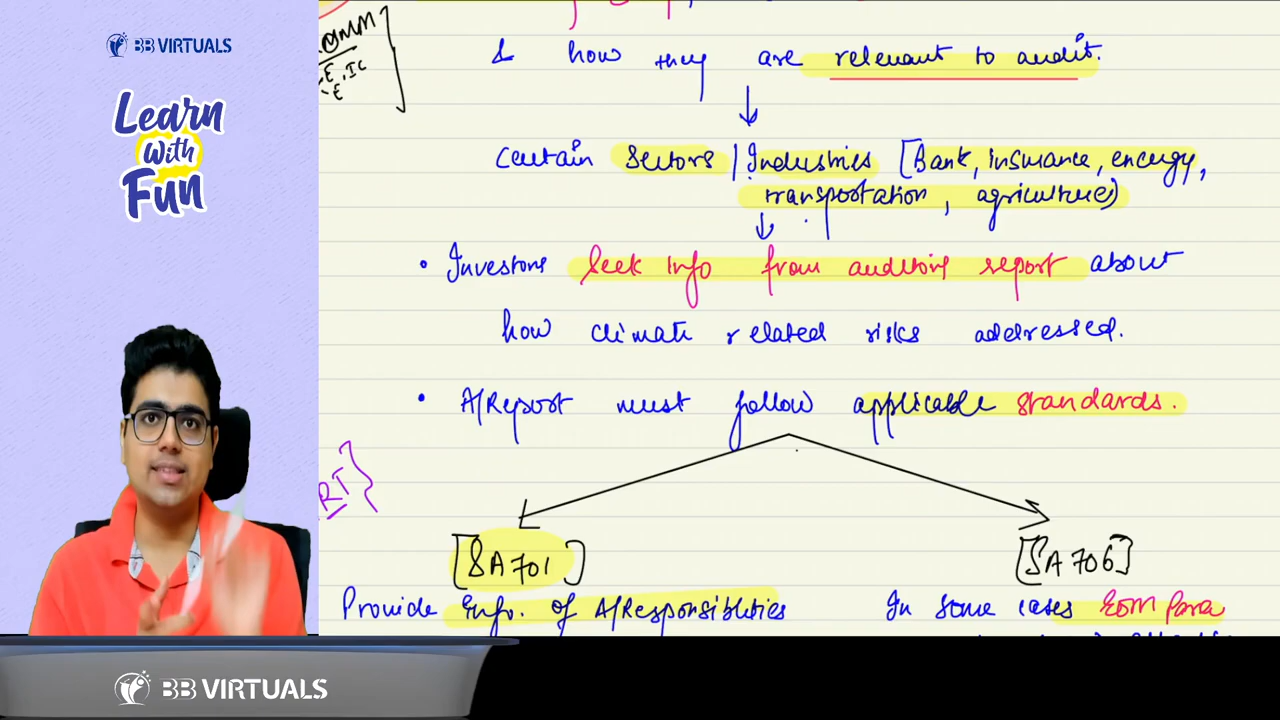 BB VIRTUALS
Learn
With
Fun
& how they are relevant to audit.
Certain Sectors | Industries [Bank, insurance, energy,
transportation, agriculture)
• Investors seek info from auditors report about
how climate related risks addressed.
• A/Report must follow applicable standards.
[SA 701]
[SA 706]
Provide Info. of A/Responsiblities
In some cases EOM Para
BB VIRTUALS